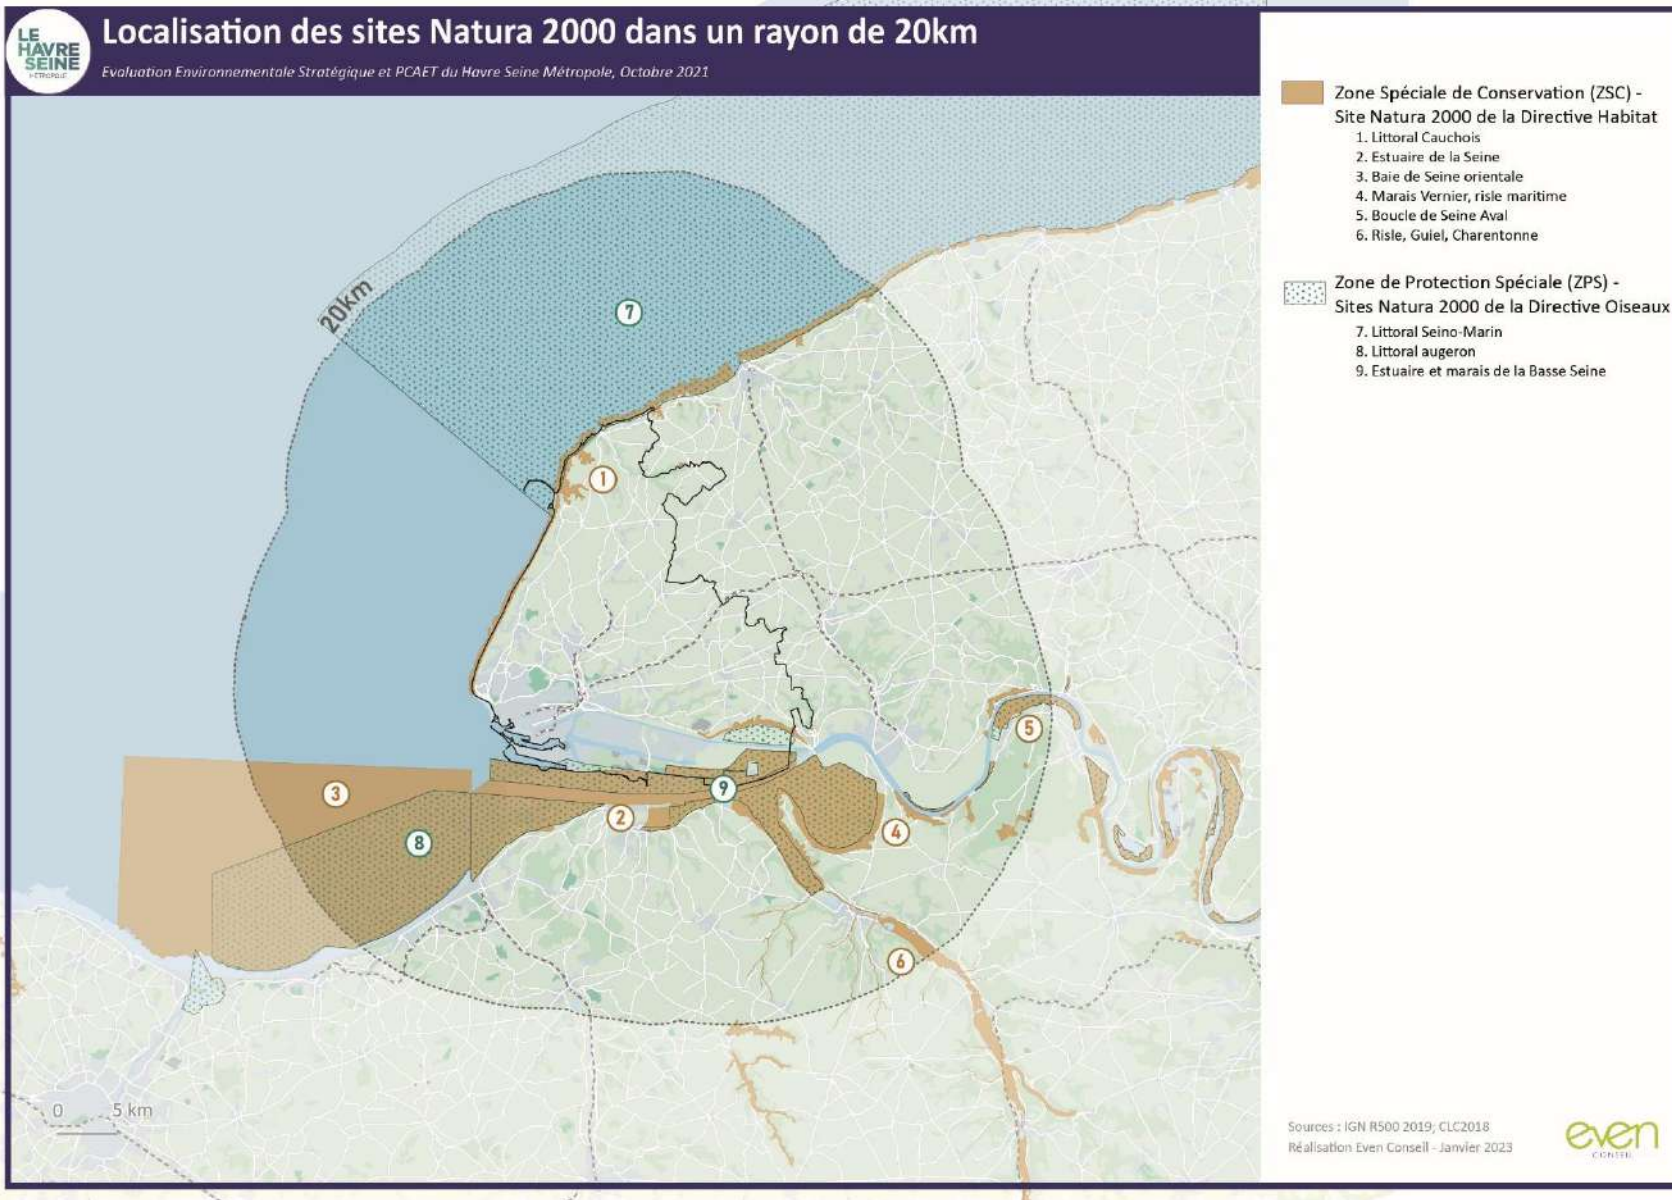 LE
HAVRE
SEINE
MÉTROPOLE
Localisation des sites Natura 2000 dans un rayon de 20km
Evaluation Environnementale Stratégique et PCAET du Havre Seine Métropole, Octobre 2021
20km
7
1
3
8
2
9
4
5
6
0 5 km
Zone Spéciale de Conservation (ZSC) -
Site Natura 2000 de la Directive Habitat
1. Littoral Cauchois
2. Estuaire de la Seine
3. Baie de Seine orientale
4. Marais Vernier, risle maritime
5. Boucle de Seine Aval
6. Risle, Guiel, Charentonne
Zone de Protection Spéciale (ZPS) -
Sites Natura 2000 de la Directive Oiseaux
7. Littoral Seino-Marin
8. Littoral augeron
9. Estuaire et marais de la Basse Seine
Sources : IGN R500 2019; CLC2018
Réalisation Even Conseil - Janvier 2023
even
CONSEIL